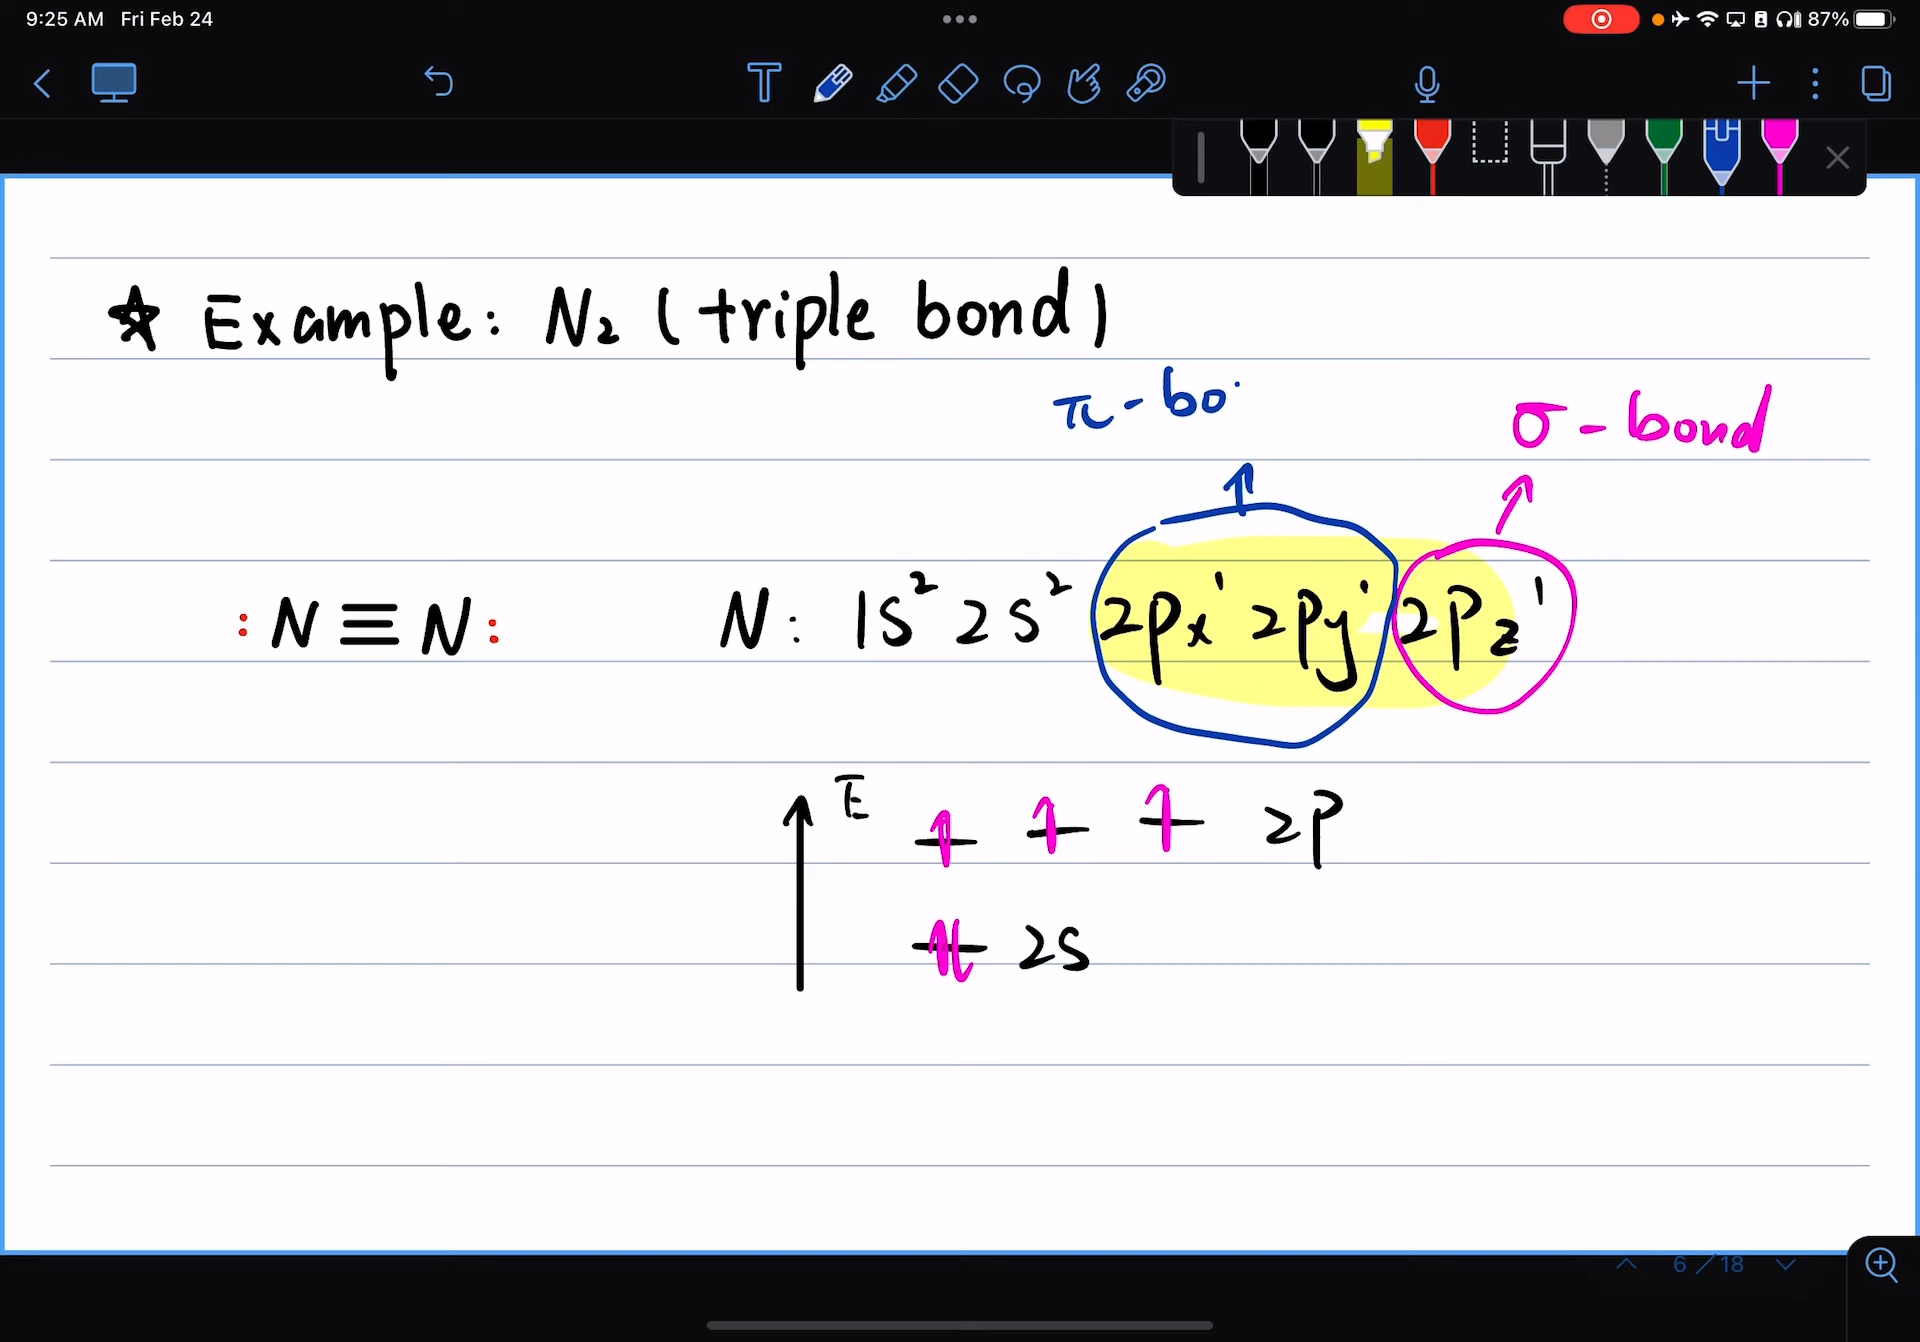 9:25 AM Fri Feb 24
87%
☆ Example: N₂ (triple bond)
π-bo
σ-bond
:N≡N:
N: 1s² 2s² 2px¹ 2py¹ 2pz¹
E
2p
2s
6 / 18